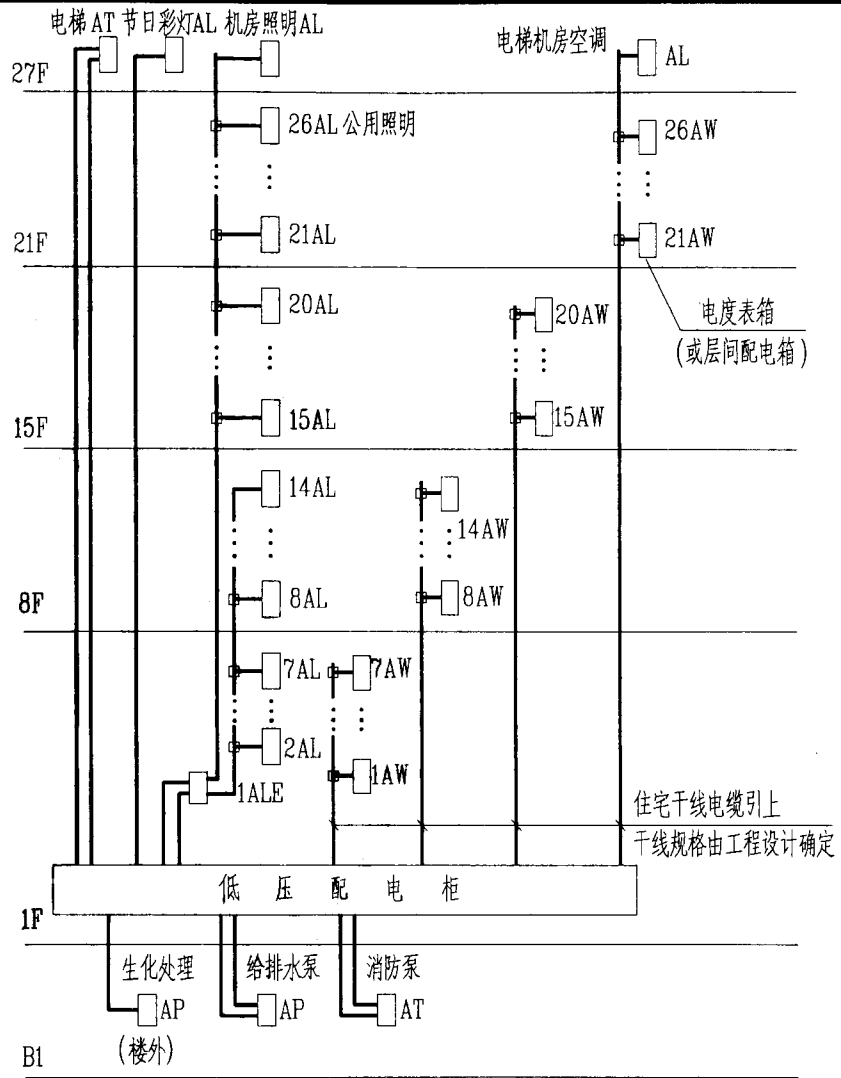 电梯AT 节日彩灯AL 机房照明AL
电梯机房空调
AL
27F
26AL公用照明
26AW
21AL
21AW
21F
20AL
20AW
电度表箱
(或层间配电箱)
15AL
15AW
15F
14AL
14AW
8AL
8AW
8F
7AL
7AW
2AL
1AW
1ALE
住宅干线电缆引上
干线规格由工程设计确定
低压配电柜
1F
生化处理
给排水泵
消防泵
AP
AP
AT
(楼外)
B1